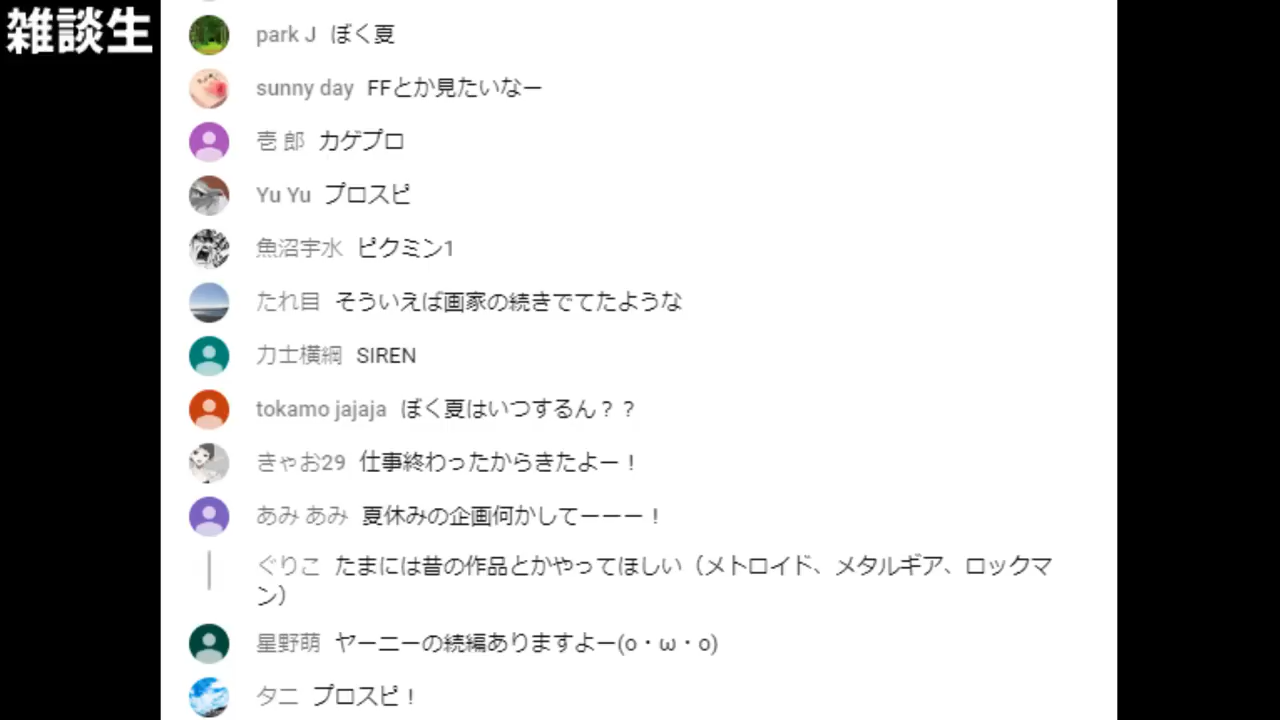 雑談生
park J ぼく夏
sunny day FFとか見たいなー
壱 郎 カゲプロ
Yu Yu プロスピ
魚沼宇水 ピクミン1
たれ目 そういえば画家の続きでてたような
力士横綱 SIREN
tokamo jajaja ぼく夏はいつするん？？
きゃお29 仕事終わったからきたよー！
あみ あみ 夏休みの企画何かしてーーー！
ぐりこ たまには昔の作品とかやってほしい（メトロイド、メタルギア、ロックマ
ン）
星野萌 ヤーニーの続編ありますよー(o・ω・o)
タニ プロスピ！